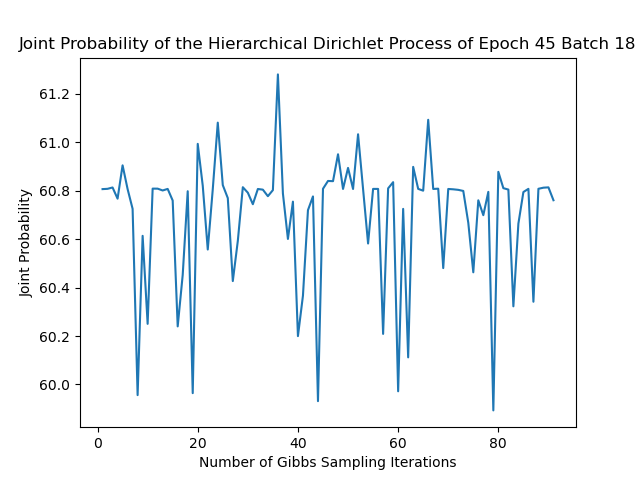 Joint Probability of the Hierarchical Dirichlet Process of Epoch 45 Batch 18
61.2
61.0
60.8
60.6
60.4
60.2
60.0
Joint Probability
0 20 40 60 80
Number of Gibbs Sampling Iterations